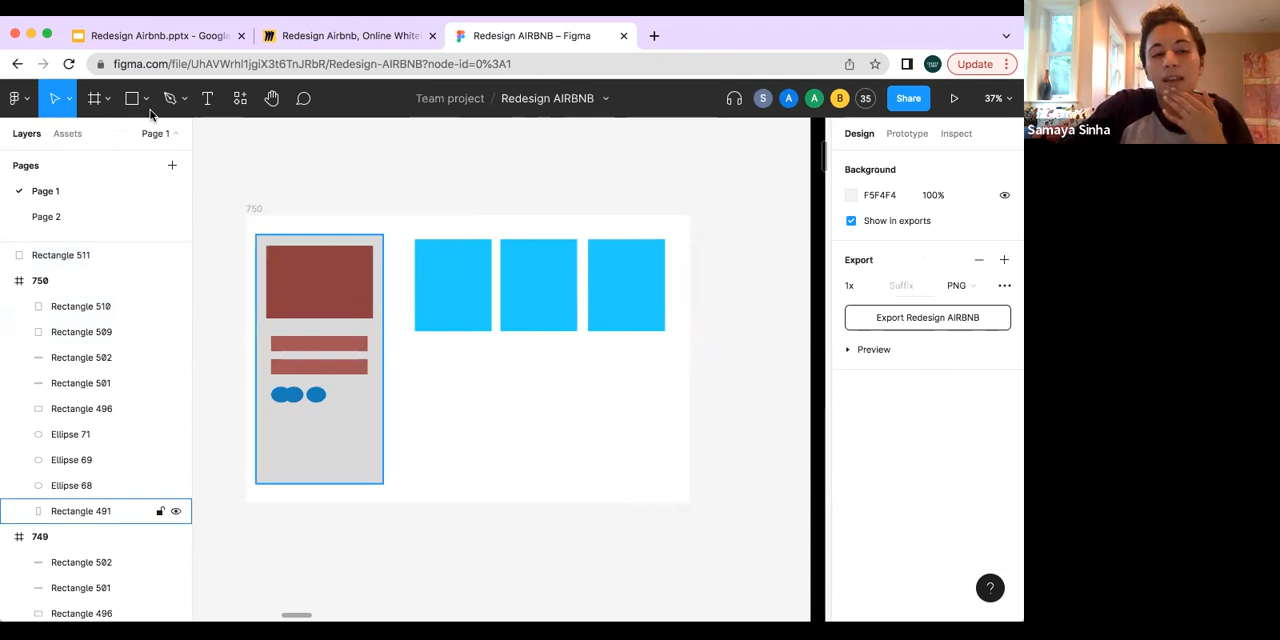 Redesign Airbnb.pptx - Google
Redesign Airbnb, Online White
Redesign AIRBNB – Figma
figma.com/file/UhAVWrhl1jgiX3t6TnJRbR/Redesign-AIRBNB?node-id=0%3A1
Update
Team project / Redesign AIRBNB
S A A B 35
Share
37%
Samaya Sinha
Layers Assets Page 1
Design Prototype Inspect
Pages
Page 1
Page 2
Background
F5F4F4 100%
Show in exports
750
Rectangle 511
750
Rectangle 510
Rectangle 509
Rectangle 502
Rectangle 501
Rectangle 496
Ellipse 71
Ellipse 69
Ellipse 68
Rectangle 491
749
Rectangle 502
Rectangle 501
Rectangle 496
Export
1x Suffix PNG
Export Redesign AIRBNB
Preview
?